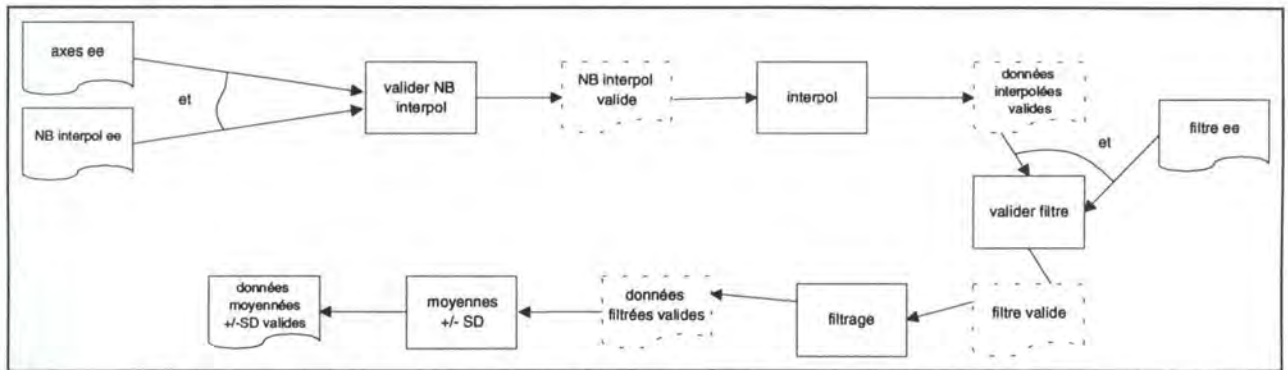 axes ee
et
NB interpol ee
valider NB
interpol
NB interpol
valide
interpol
données
interpolées
valides
et
filtre ee
valider filtre
données
moyennées
+/-SD valides
moyennes
+/- SD
données
filtrées valides
filtrage
filtre valide